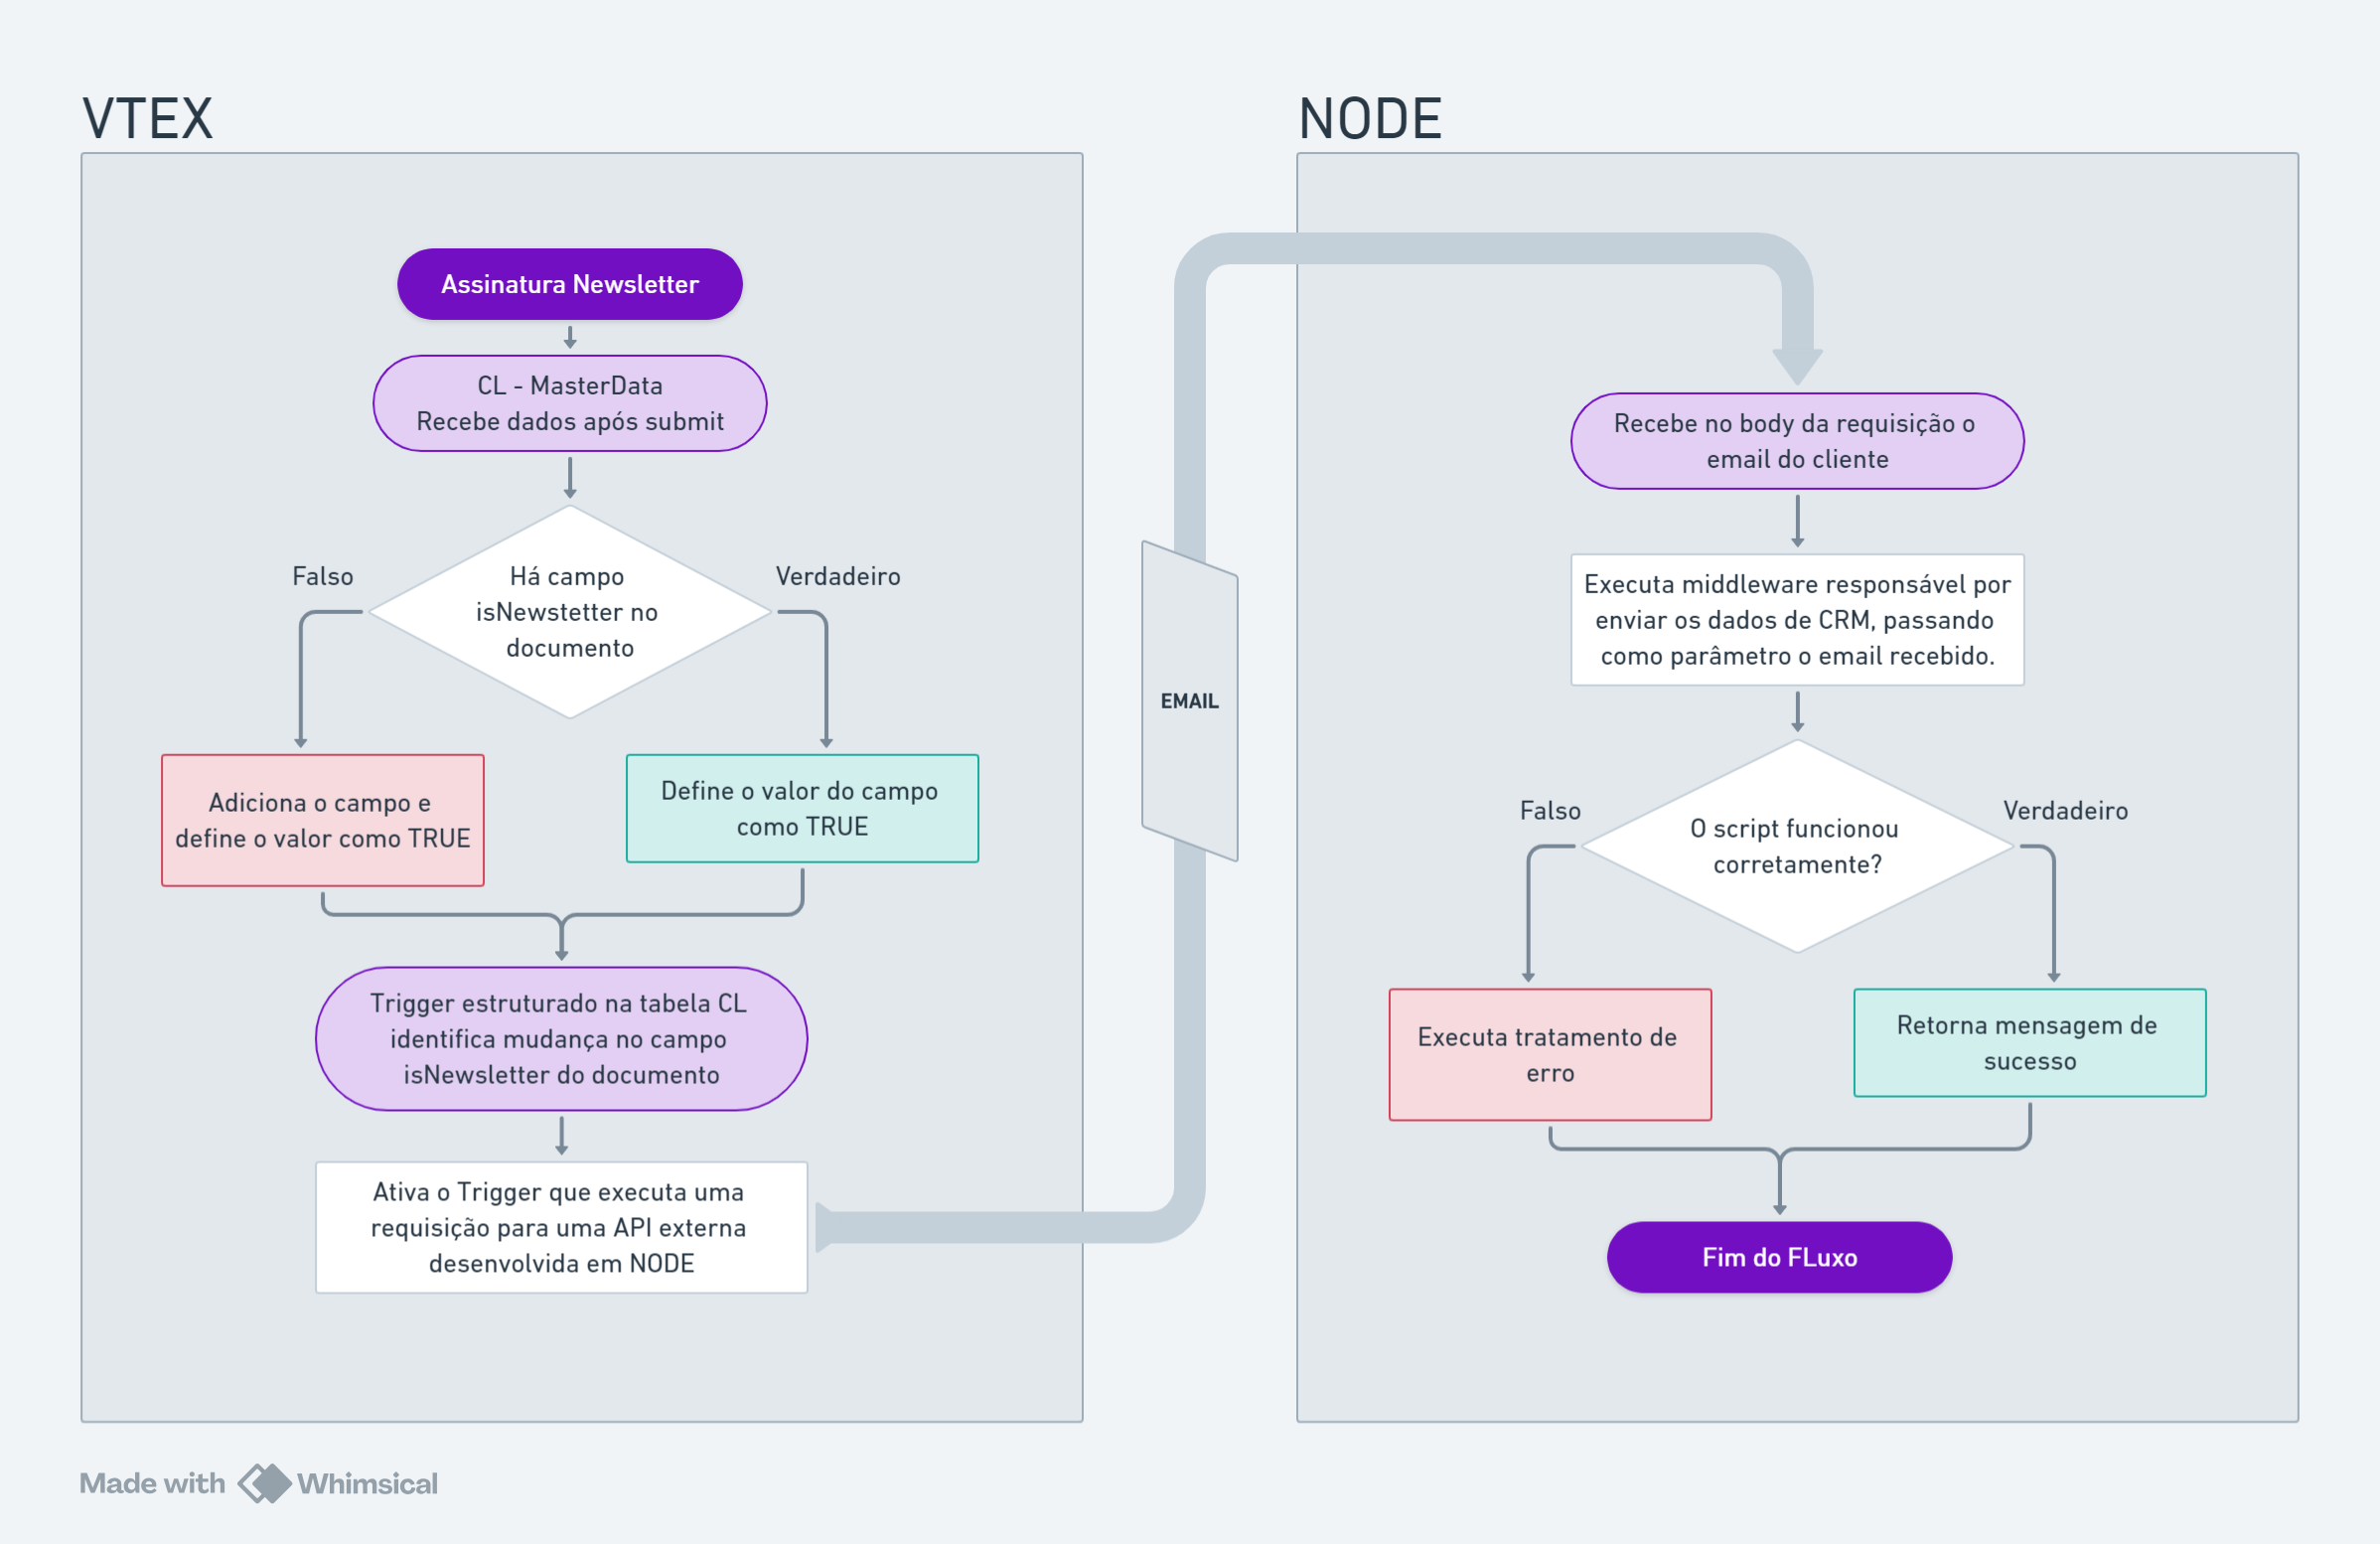 VTEX
Assinatura Newsletter
CL - MasterData
Recebe dados após submit
Há campo
isNewstetter no
documento
Falso
Verdadeiro
Adiciona o campo e
define o valor como TRUE
Define o valor do campo
como TRUE
Trigger estruturado na tabela CL
identifica mudança no campo
isNewsletter do documento
Ativa o Trigger que executa uma
requisição para uma API externa
desenvolvida em NODE
EMAIL
NODE
Recebe no body da requisição o
email do cliente
Executa middleware responsável por
enviar os dados de CRM, passando
como parâmetro o email recebido.
O script funcionou
corretamente?
Falso
Verdadeiro
Executa tratamento de
erro
Retorna mensagem de
sucesso
Fim do FLuxo
Made with Whimsical